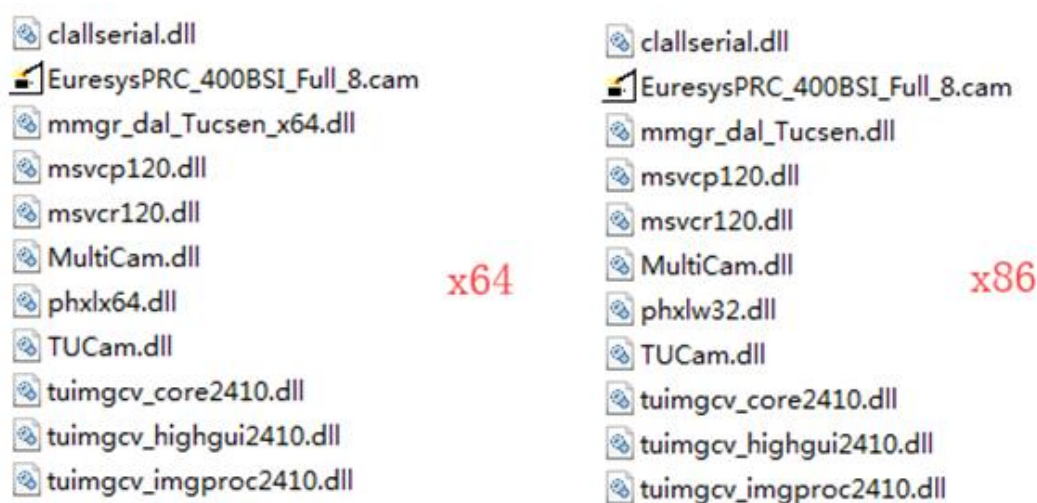 clallserial.dll
EuresysPRC_400BSI_Full_8.cam
mmgr_dal_Tucsen_x64.dll
msvcp120.dll
msvcr120.dll
MultiCam.dll
phxlx64.dll
TUCam.dll
tuimgcv_core2410.dll
tuimgcv_highgui2410.dll
tuimgcv_imgproc2410.dll
x64
clallserial.dll
EuresysPRC_400BSI_Full_8.cam
mmgr_dal_Tucsen.dll
msvcp120.dll
msvcr120.dll
MultiCam.dll
phxlw32.dll
TUCam.dll
tuimgcv_core2410.dll
tuimgcv_highgui2410.dll
tuimgcv_imgproc2410.dll
x86